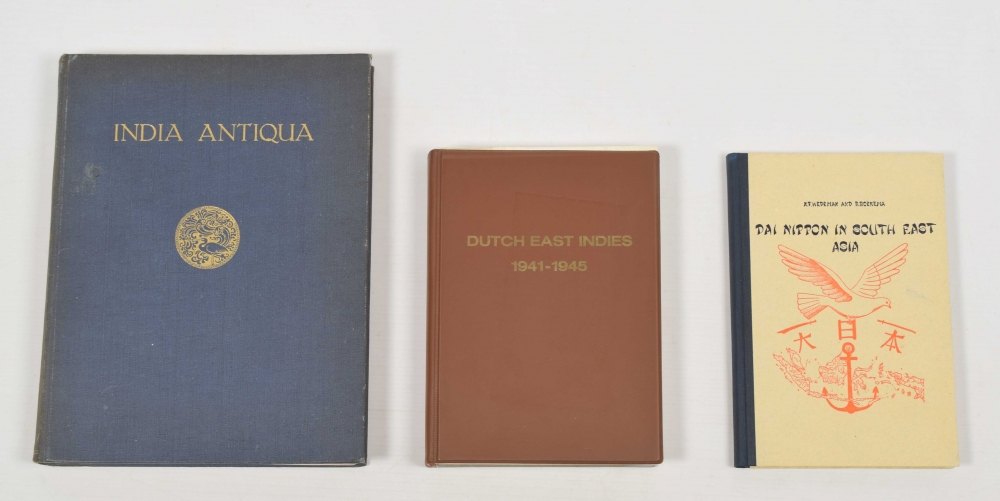 INDIA ANTIQUA
DUTCH EAST INDIES
1941-1945
DAI NIPPON IN SOUTH EAST
ASIA
大日本